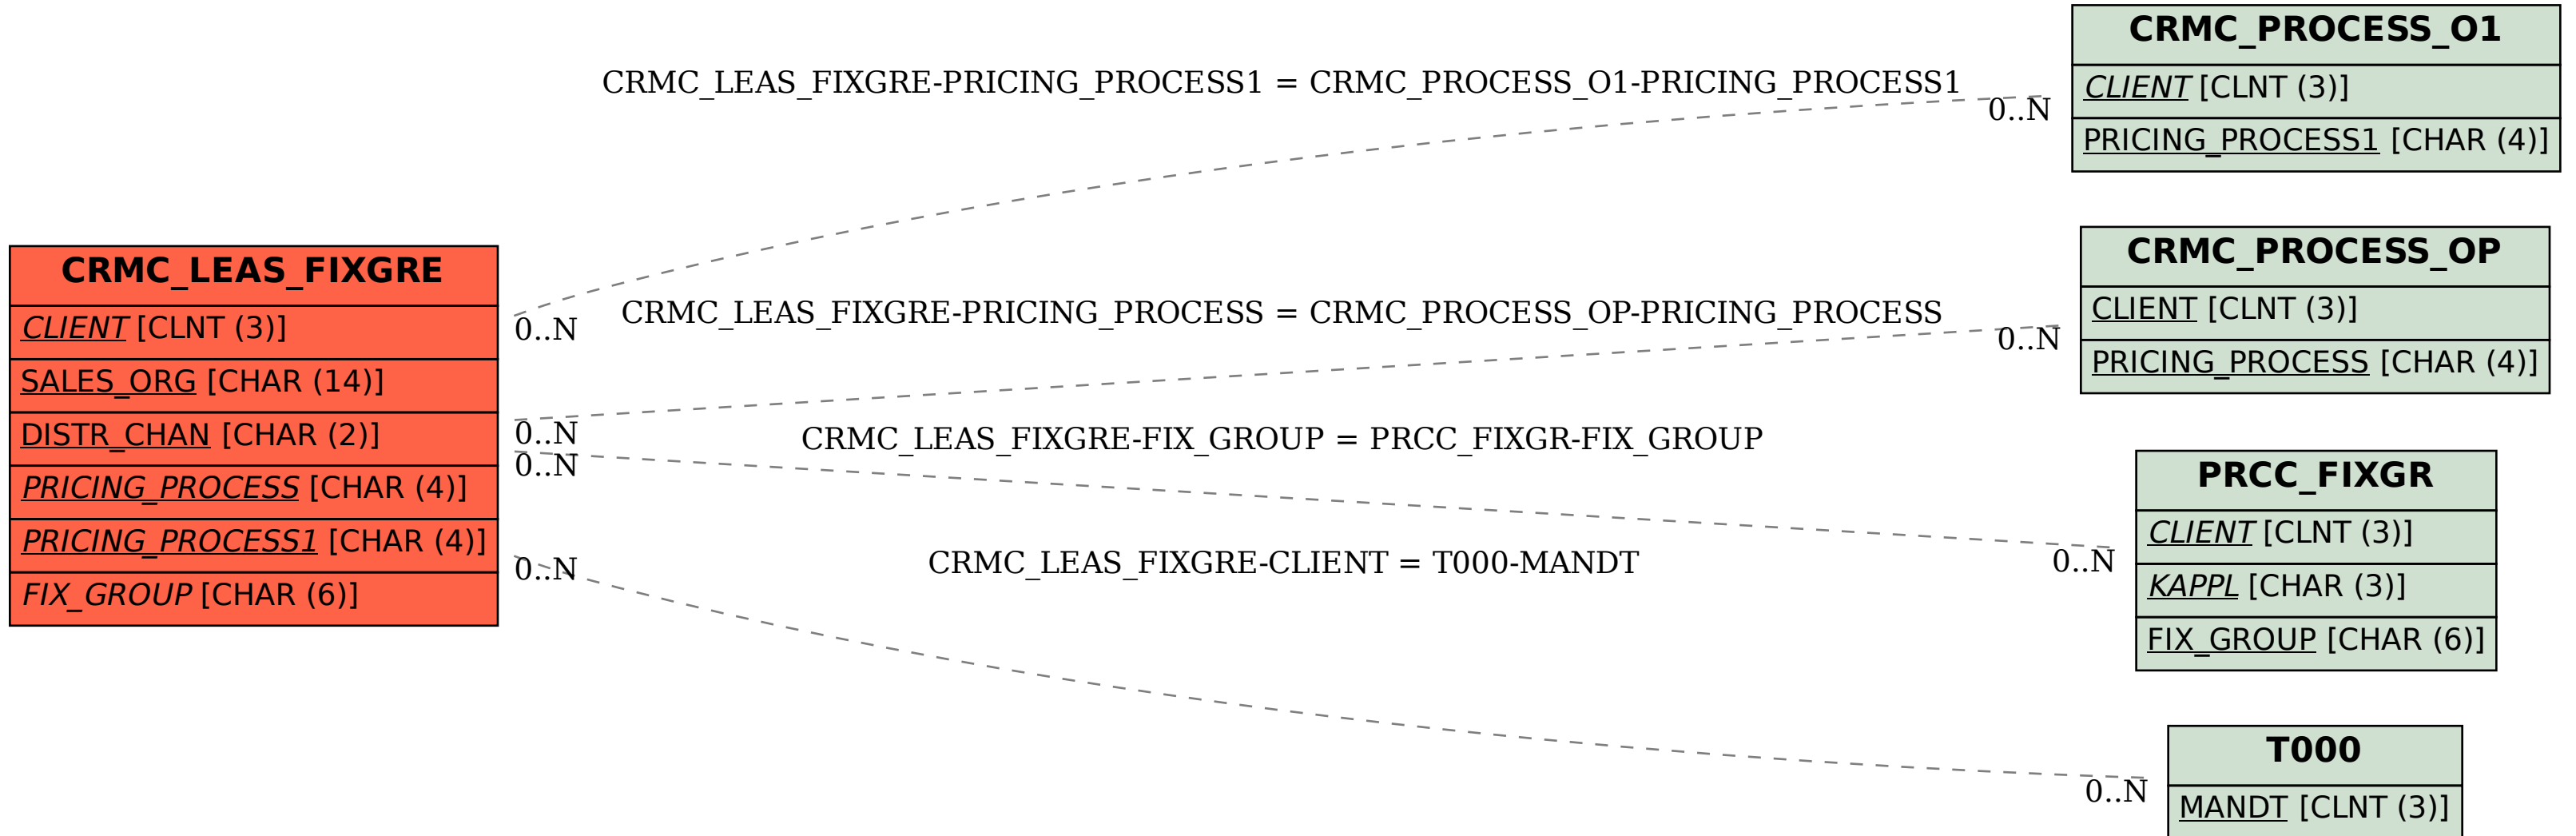 CRMC_LEAS_FIXGRE
CLIENT [CLNT (3)]
SALES_ORG [CHAR (14)]
DISTR_CHAN [CHAR (2)]
PRICING_PROCESS [CHAR (4)]
PRICING_PROCESS1 [CHAR (4)]
FIX_GROUP [CHAR (6)]
CRMC_LEAS_FIXGRE-PRICING_PROCESS1 = CRMC_PROCESS_O1-PRICING_PROCESS1
0..N
0..N
CRMC_LEAS_FIXGRE-PRICING_PROCESS = CRMC_PROCESS_OP-PRICING_PROCESS
0..N
0..N
CRMC_LEAS_FIXGRE-FIX_GROUP = PRCC_FIXGR-FIX_GROUP
0..N
0..N
CRMC_LEAS_FIXGRE-CLIENT = T000-MANDT
0..N
0..N
CRMC_PROCESS_O1
CLIENT [CLNT (3)]
PRICING_PROCESS1 [CHAR (4)]
CRMC_PROCESS_OP
CLIENT [CLNT (3)]
PRICING_PROCESS [CHAR (4)]
PRCC_FIXGR
CLIENT [CLNT (3)]
KAPPL [CHAR (3)]
FIX_GROUP [CHAR (6)]
T000
MANDT [CLNT (3)]